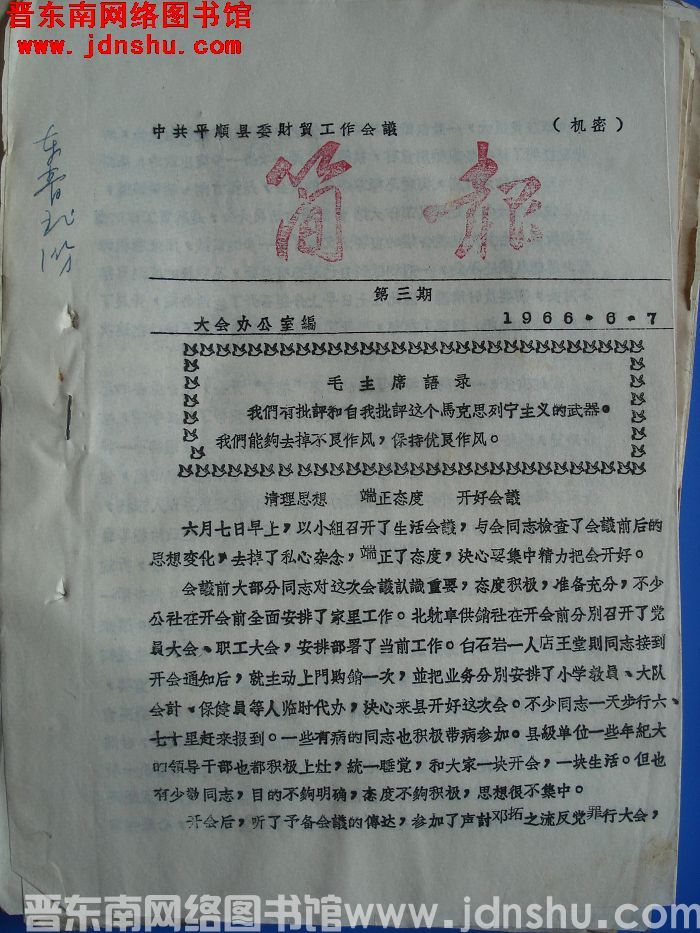 晋东南网络图书馆
www.jdnshu.com
中共平順县委財貿工作会議 （机密）
简报
第三期
大会办公室編 1966·6·7
毛主席語录
我們有批評和自我批評这个馬克思列宁主义的武器。
我們能夠去掉不良作风，保持优良作风。
清理思想 端正态度 开好会議
六月七日早上，以小組召开了生活会議，与会同志檢查了会議前后的
思想变化，去掉了私心杂念，端正了态度，决心要集中精力把会开好。
会議前大部分同志对这次会議認識重要，态度积极，准备充分，不少
公社在开会前全面安排了家里工作。北躭車供銷社在开会前分別召开了党
員大会、职工大会，安排部署了当前工作。白石岩一人店王堂則同志接到
开会通知后，就主动上門购銷一次，並把业务分別安排了小学教員、大队
会計、保健員等人临时代办，决心来县开好这次会。不少同志一天步行六、
七十里赶来报到。一些有病的同志也积极带病参加。县級单位一些年紀大
的領导干部也都积极上灶，統一睡覚，和大家一块开会，一块生活。但也
有少数同志，目的不夠明确，态度不夠积极，思想很不集中。
开会后，听了予备会議的傳达，参加了声討邓拓之流反党罪行大会，
晋东南网络图书馆 www.jdnshu.com